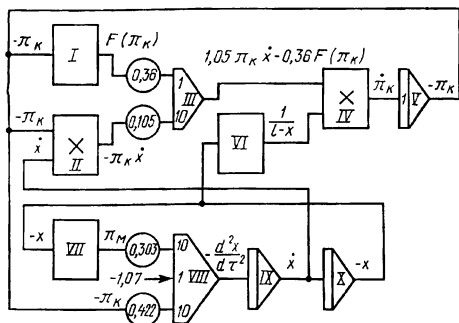 -π_к
I
F(π_к)
0,36
1
III
10
1,05 π_к ẋ-0,36 F(π_к)
×
IV
π̇_к
1
V
-π_к
-π_к
ẋ
×
II
-π_к ẋ
0,105
VI
1/(l-x)
-x
VII
π_м
0,303
10
-1,07
1
VIII
-π_к
0,422
10
-d²x/dτ²
IX
ẋ
X
-x